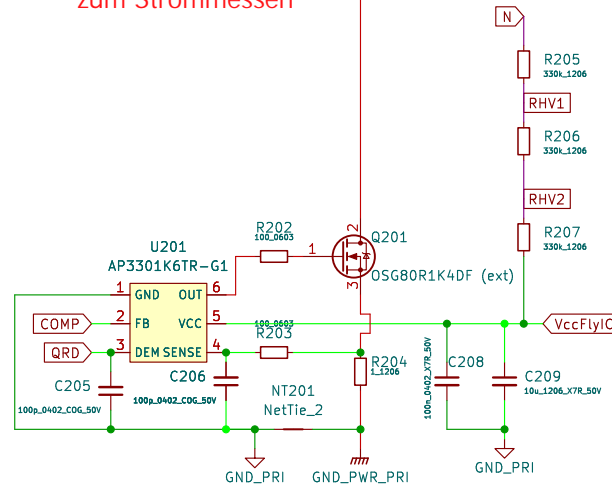 zum Strommessen
N
R205
330k_1206
RHV1
R206
330k_1206
RHV2
R207
330k_1206
R202
100_0603
1
2
Q201
3
OSG80R1K4DF (ext)
U201
AP3301K6TR-G1
1 GND OUT 6
COMP 2 FB VCC 5
QRD 3 DEM SENSE 4
100_0603
R203
VccFlyIC
C205
100p_0402_COG_50V
C206
100p_0402_COG_50V
R204
1_1206
C208
100n_0402_X7R_50V
C209
10u_1206_X7R_50V
NT201
NetTie_2
GND_PRI
GND_PWR_PRI
GND_PRI